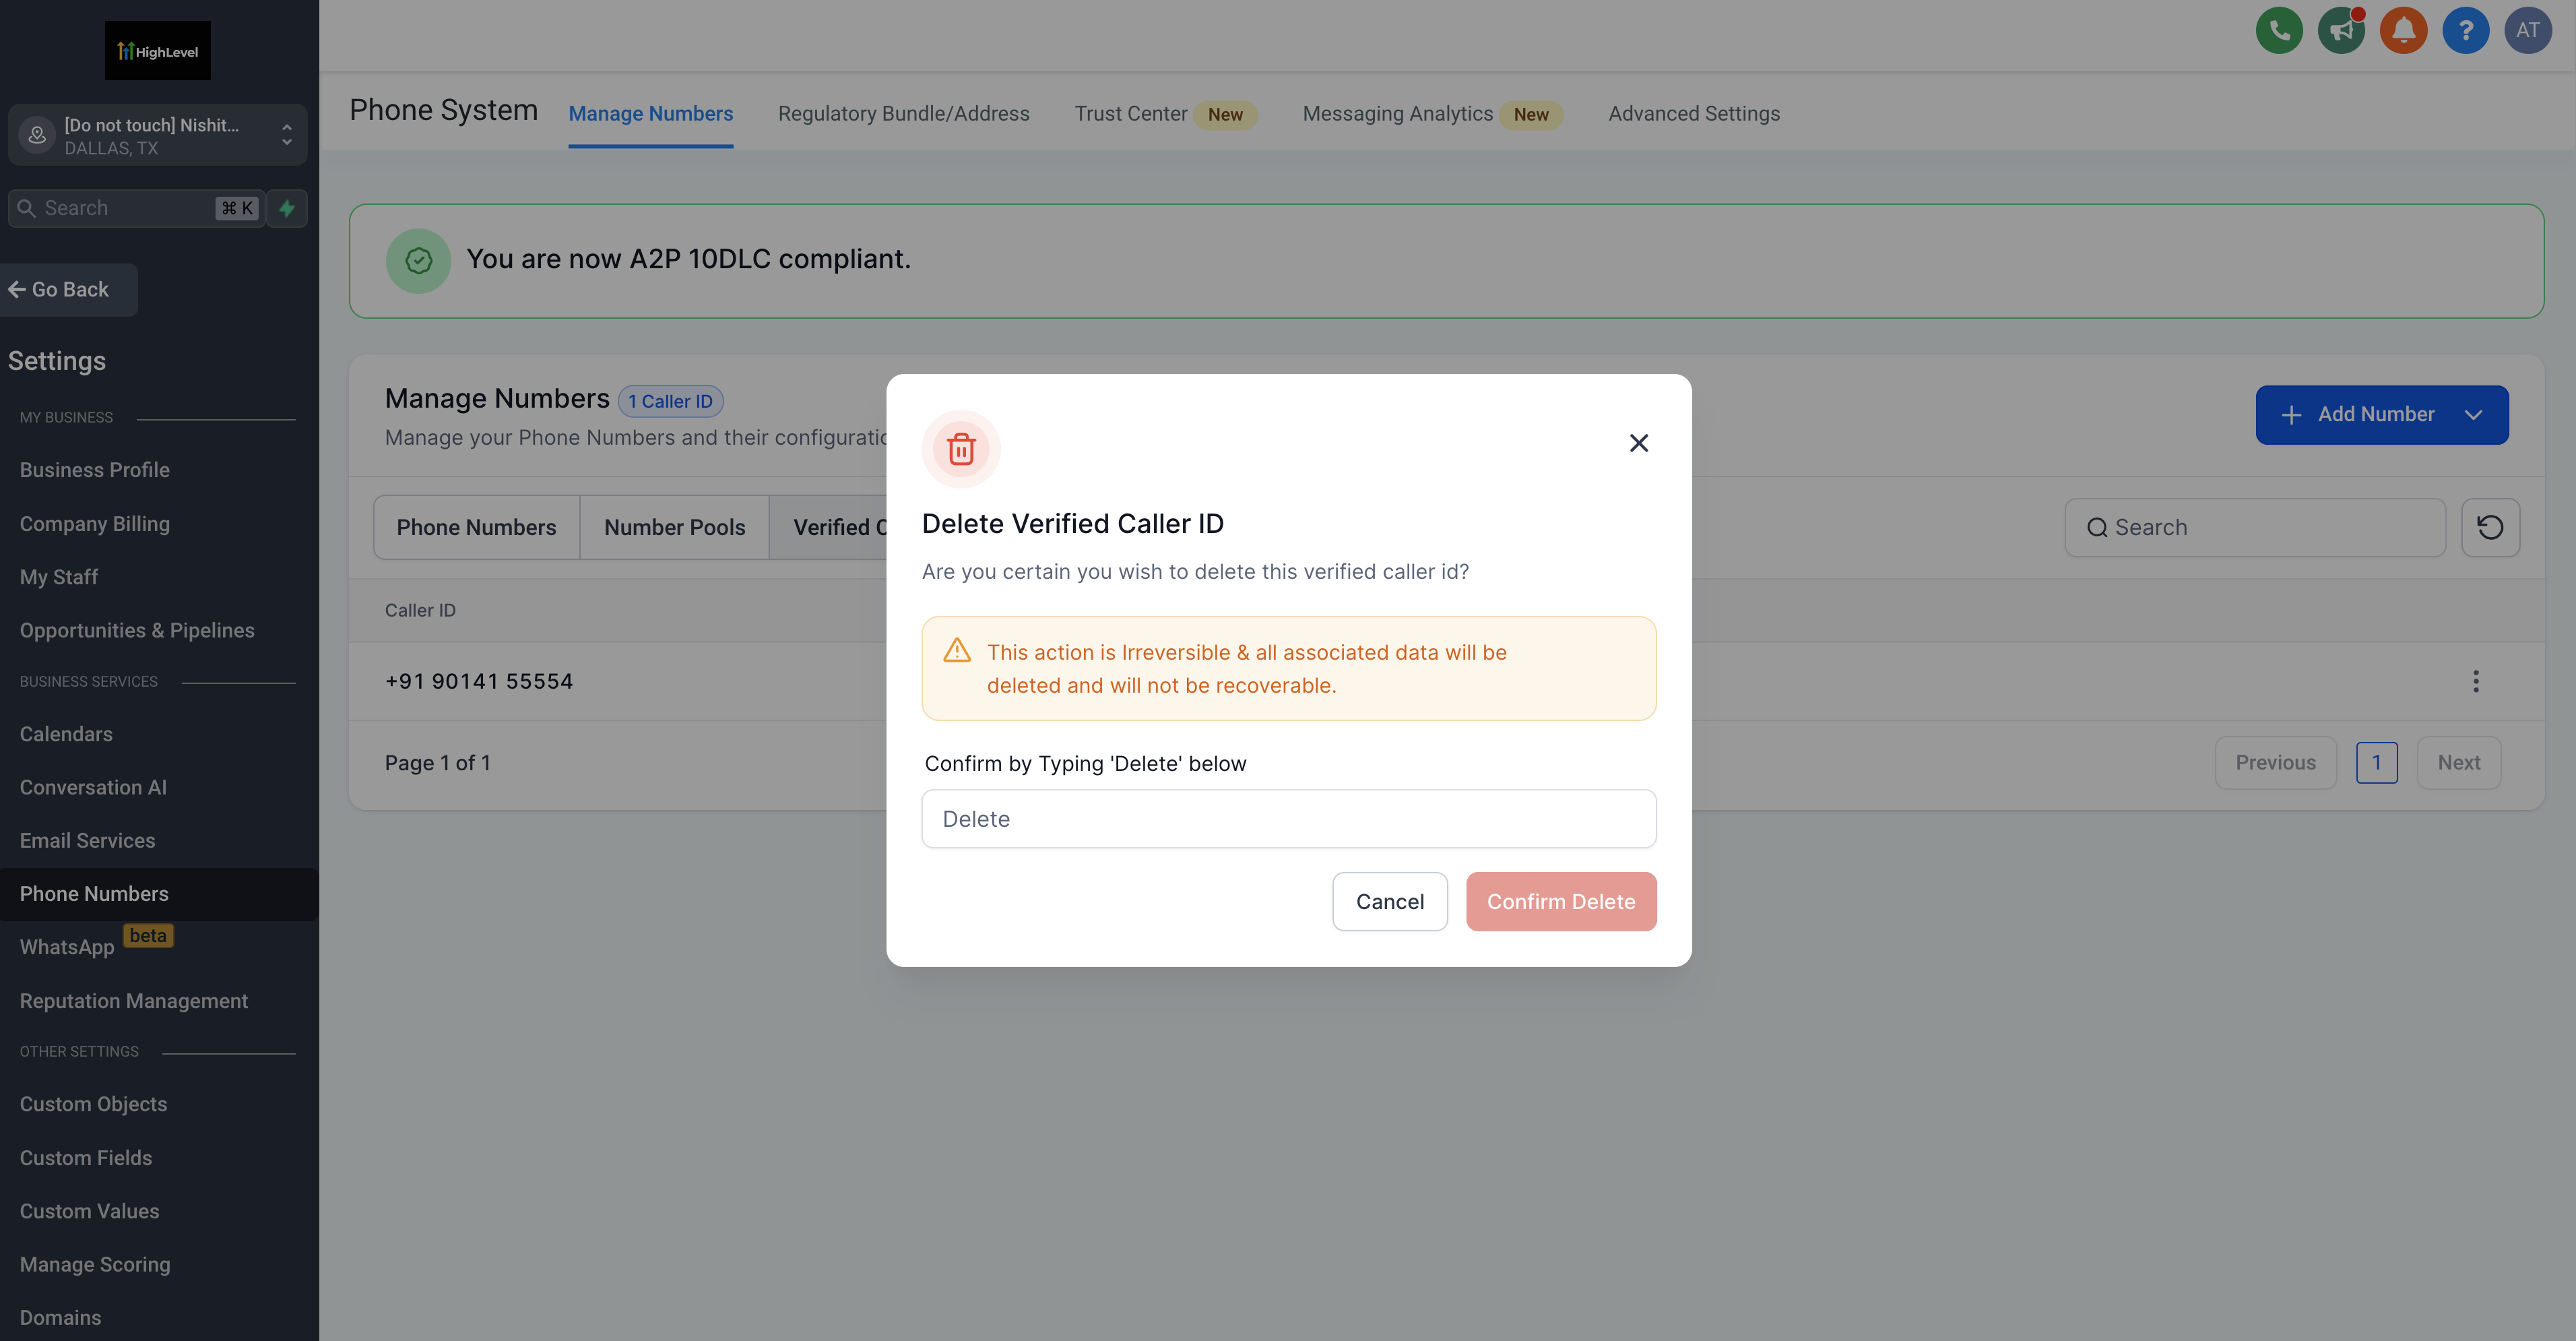 HighLevel
[Do not touch] Nishit...
DALLAS, TX
Search
⌘ K
Go Back
Settings
MY BUSINESS
Business Profile
Company Billing
My Staff
Opportunities & Pipelines
BUSINESS SERVICES
Calendars
Conversation AI
Email Services
Phone Numbers
WhatsApp beta
Reputation Management
OTHER SETTINGS
Custom Objects
Custom Fields
Custom Values
Manage Scoring
Domains
AT
Phone System
Manage Numbers
Regulatory Bundle/Address
Trust Center New
Messaging Analytics New
Advanced Settings
You are now A2P 10DLC compliant.
Manage Numbers 1 Caller ID
Manage your Phone Numbers and their
Add Number
Phone Numbers
Number Pools
Verified
Search
Caller ID
+91 90141 55554
Page 1 of 1
Previous
1
Next
Delete Verified Caller ID
Are you certain you wish to delete this verified caller id?
This action is Irreversible & all associated data will be
deleted and will not be recoverable.
Confirm by Typing 'Delete' below
Delete
Cancel
Confirm Delete